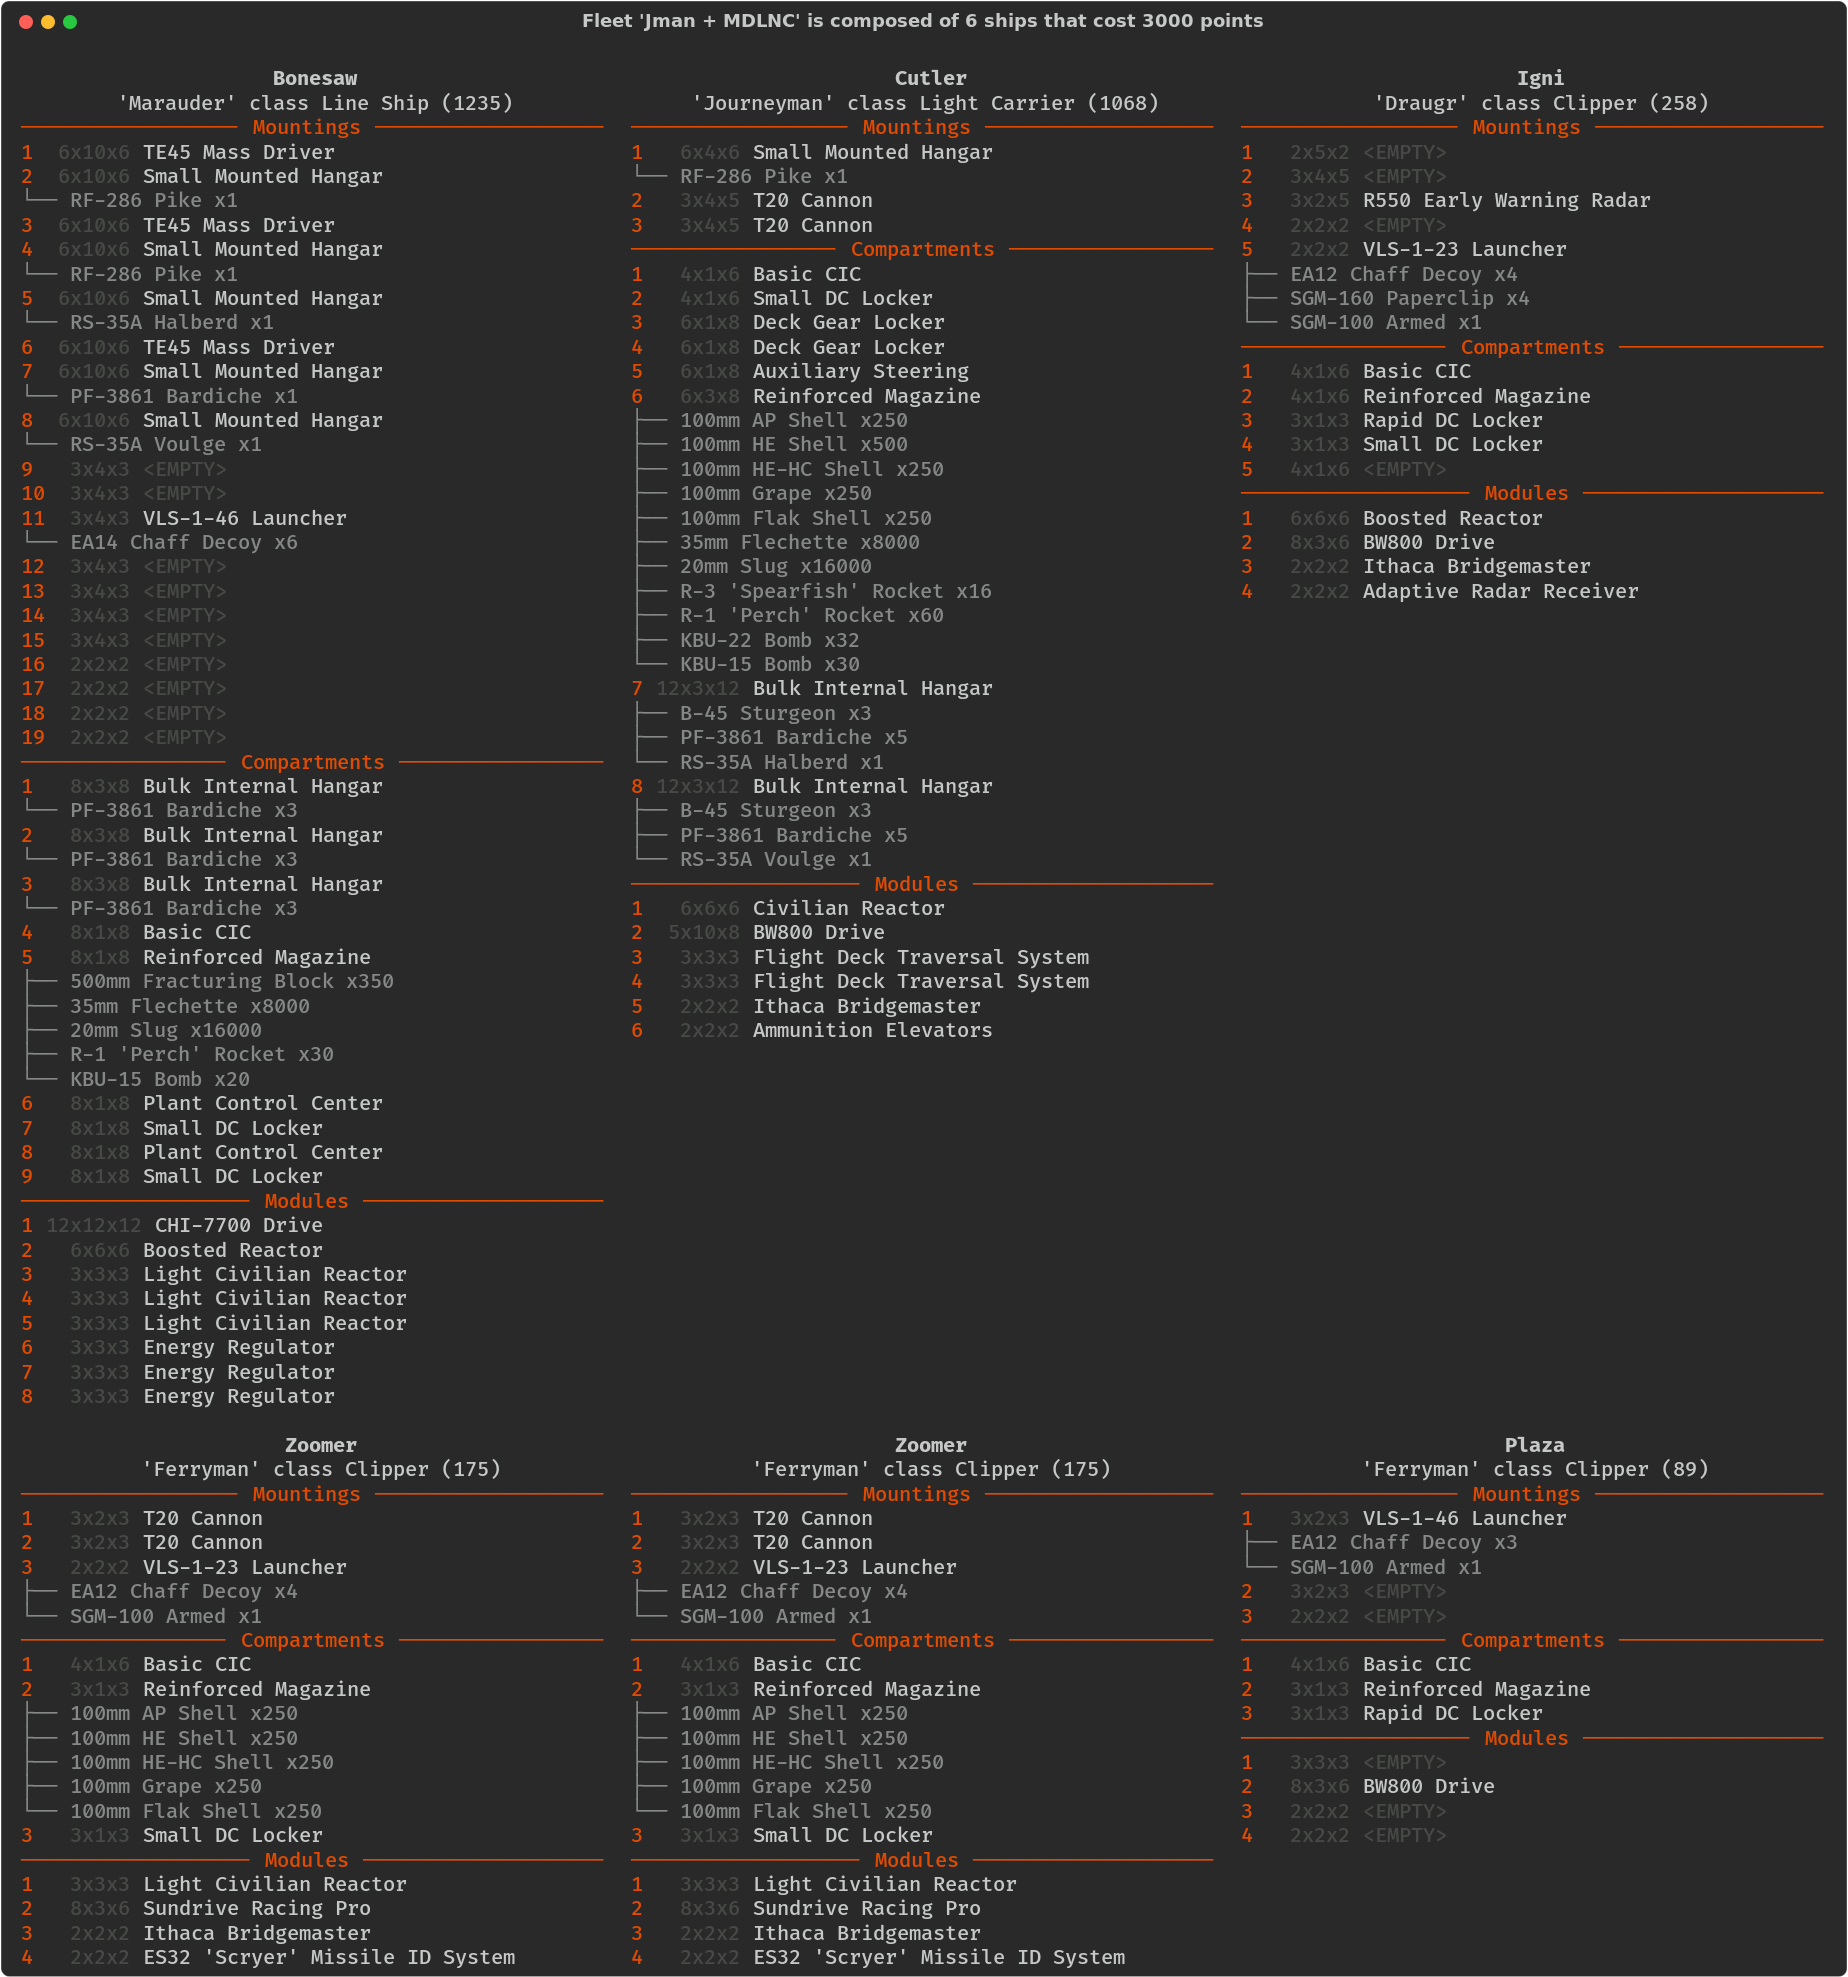 Fleet 'Jman + MDLNC' is composed of 6 ships that cost 3000 points
Bonesaw
'Marauder' class Line Ship (1235)
Mountings
1 6x10x6 TE45 Mass Driver
2 6x10x6 Small Mounted Hangar
RF-286 Pike x1
3 6x10x6 TE45 Mass Driver
4 6x10x6 Small Mounted Hangar
RF-286 Pike x1
5 6x10x6 Small Mounted Hangar
RS-35A Halberd x1
6 6x10x6 TE45 Mass Driver
7 6x10x6 Small Mounted Hangar
PF-3861 Bardiche x1
8 6x10x6 Small Mounted Hangar
RS-35A Voulge x1
9 3x4x3 <EMPTY>
10 3x4x3 <EMPTY>
11 3x4x3 VLS-1-46 Launcher
EA14 Chaff Decoy x6
12 3x4x3 <EMPTY>
13 3x4x3 <EMPTY>
14 3x4x3 <EMPTY>
15 3x4x3 <EMPTY>
16 2x2x2 <EMPTY>
17 2x2x2 <EMPTY>
18 2x2x2 <EMPTY>
19 2x2x2 <EMPTY>
Compartments
1 8x3x8 Bulk Internal Hangar
PF-3861 Bardiche x3
2 8x3x8 Bulk Internal Hangar
PF-3861 Bardiche x3
3 8x3x8 Bulk Internal Hangar
PF-3861 Bardiche x3
4 8x1x8 Basic CIC
5 8x1x8 Reinforced Magazine
500mm Fracturing Block x350
35mm Flechette x8000
20mm Slug x16000
R-1 'Perch' Rocket x30
KBU-15 Bomb x20
6 8x1x8 Plant Control Center
7 8x1x8 Small DC Locker
8 8x1x8 Plant Control Center
9 8x1x8 Small DC Locker
Modules
1 12x12x12 CHI-7700 Drive
2 6x6x6 Boosted Reactor
3 3x3x3 Light Civilian Reactor
4 3x3x3 Light Civilian Reactor
5 3x3x3 Light Civilian Reactor
6 3x3x3 Energy Regulator
7 3x3x3 Energy Regulator
8 3x3x3 Energy Regulator
Cutler
'Journeyman' class Light Carrier (1068)
Mountings
1 6x4x6 Small Mounted Hangar
RF-286 Pike x1
2 3x4x5 T20 Cannon
3 3x4x5 T20 Cannon
Compartments
1 4x1x6 Basic CIC
2 4x1x6 Small DC Locker
3 6x1x8 Deck Gear Locker
4 6x1x8 Deck Gear Locker
5 6x1x8 Auxiliary Steering
6 6x3x8 Reinforced Magazine
100mm AP Shell x250
100mm HE Shell x500
100mm HE-HC Shell x250
100mm Grape x250
100mm Flak Shell x250
35mm Flechette x8000
20mm Slug x16000
R-3 'Spearfish' Rocket x16
R-1 'Perch' Rocket x60
KBU-22 Bomb x32
KBU-15 Bomb x30
7 12x3x12 Bulk Internal Hangar
B-45 Sturgeon x3
PF-3861 Bardiche x5
RS-35A Halberd x1
8 12x3x12 Bulk Internal Hangar
B-45 Sturgeon x3
PF-3861 Bardiche x5
RS-35A Voulge x1
Modules
1 6x6x6 Civilian Reactor
2 5x10x8 BW800 Drive
3 3x3x3 Flight Deck Traversal System
4 3x3x3 Flight Deck Traversal System
5 2x2x2 Ithaca Bridgemaster
6 2x2x2 Ammunition Elevators
Igni
'Draugr' class Clipper (258)
Mountings
1 2x5x2 <EMPTY>
2 3x4x5 <EMPTY>
3 3x2x5 R550 Early Warning Radar
4 2x2x2 <EMPTY>
5 2x2x2 VLS-1-23 Launcher
EA12 Chaff Decoy x4
SGM-160 Paperclip x4
SGM-100 Armed x1
Compartments
1 4x1x6 Basic CIC
2 4x1x6 Reinforced Magazine
3 3x1x3 Rapid DC Locker
4 3x1x3 Small DC Locker
5 4x1x6 <EMPTY>
Modules
1 6x6x6 Boosted Reactor
2 8x3x6 BW800 Drive
3 2x2x2 Ithaca Bridgemaster
4 2x2x2 Adaptive Radar Receiver
Zoomer
'Ferryman' class Clipper (175)
Mountings
1 3x2x3 T20 Cannon
2 3x2x3 T20 Cannon
3 2x2x2 VLS-1-23 Launcher
EA12 Chaff Decoy x4
SGM-100 Armed x1
Compartments
1 4x1x6 Basic CIC
2 3x1x3 Reinforced Magazine
100mm AP Shell x250
100mm HE Shell x250
100mm HE-HC Shell x250
100mm Grape x250
100mm Flak Shell x250
3 3x1x3 Small DC Locker
Modules
1 3x3x3 Light Civilian Reactor
2 8x3x6 Sundrive Racing Pro
3 2x2x2 Ithaca Bridgemaster
4 2x2x2 ES32 'Scryer' Missile ID System
Zoomer
'Ferryman' class Clipper (175)
Mountings
1 3x2x3 T20 Cannon
2 3x2x3 T20 Cannon
3 2x2x2 VLS-1-23 Launcher
EA12 Chaff Decoy x4
SGM-100 Armed x1
Compartments
1 4x1x6 Basic CIC
2 3x1x3 Reinforced Magazine
100mm AP Shell x250
100mm HE Shell x250
100mm HE-HC Shell x250
100mm Grape x250
100mm Flak Shell x250
3 3x1x3 Small DC Locker
Modules
1 3x3x3 Light Civilian Reactor
2 8x3x6 Sundrive Racing Pro
3 2x2x2 Ithaca Bridgemaster
4 2x2x2 ES32 'Scryer' Missile ID System
Plaza
'Ferryman' class Clipper (89)
Mountings
1 3x2x3 VLS-1-46 Launcher
EA12 Chaff Decoy x3
SGM-100 Armed x1
2 3x2x3 <EMPTY>
3 2x2x2 <EMPTY>
Compartments
1 4x1x6 Basic CIC
2 3x1x3 Reinforced Magazine
3 3x1x3 Rapid DC Locker
Modules
1 3x3x3 <EMPTY>
2 8x3x6 BW800 Drive
3 2x2x2 <EMPTY>
4 2x2x2 <EMPTY>